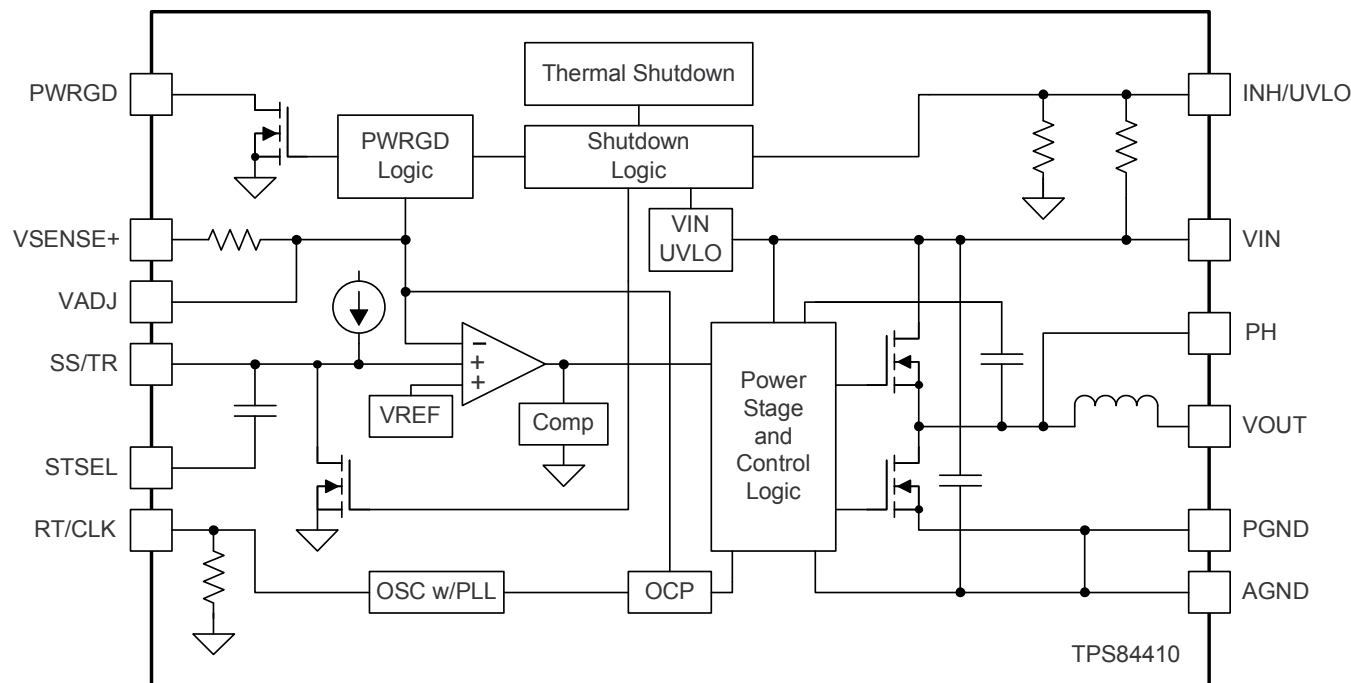 Thermal Shutdown
PWRGD
INH/UVLO
PWRGD
Logic
Shutdown
Logic
VSENSE+
VIN
UVLO
VIN
VADJ
PH
SS/TR
-
+
+
VREF
Comp
Power
Stage
and
Control
Logic
VOUT
STSEL
RT/CLK
PGND
OSC w/PLL
OCP
AGND
TPS84410